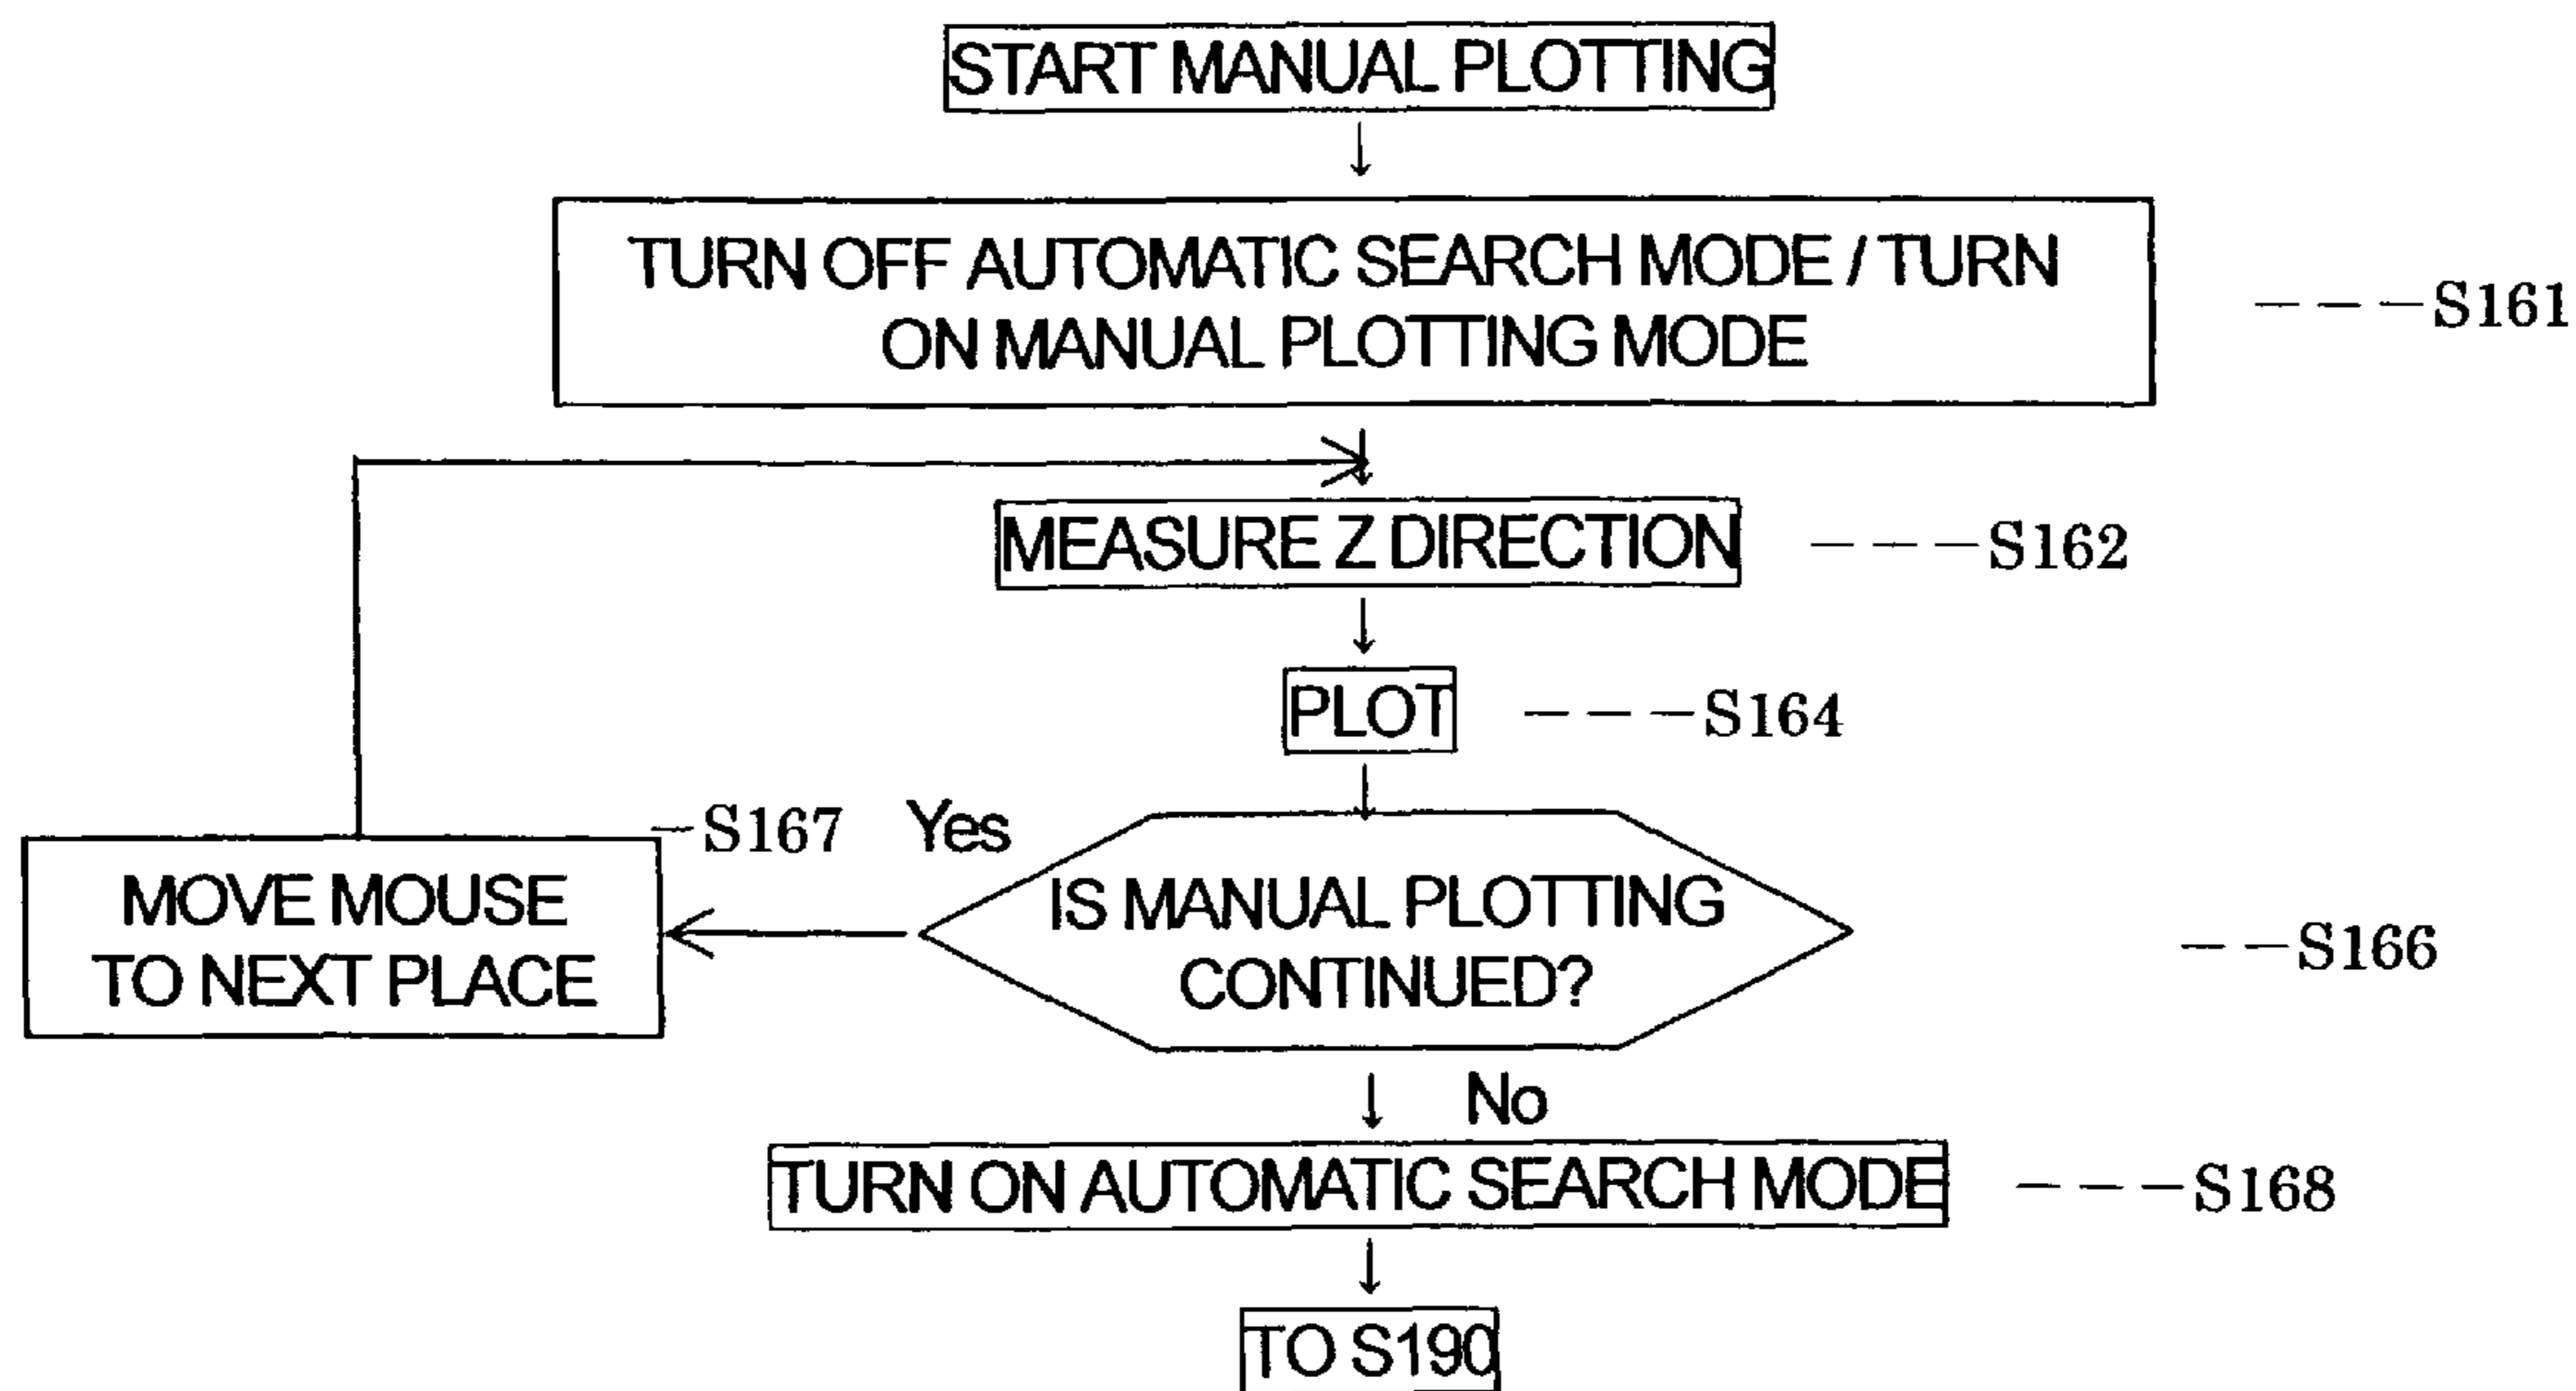 START MANUAL PLOTTING
TURN OFF AUTOMATIC SEARCH MODE / TURN
ON MANUAL PLOTTING MODE
S161
MEASURE Z DIRECTION
S162
PLOT
S164
S167
Yes
MOVE MOUSE
TO NEXT PLACE
IS MANUAL PLOTTING
CONTINUED?
S166
No
TURN ON AUTOMATIC SEARCH MODE
S168
TO S190